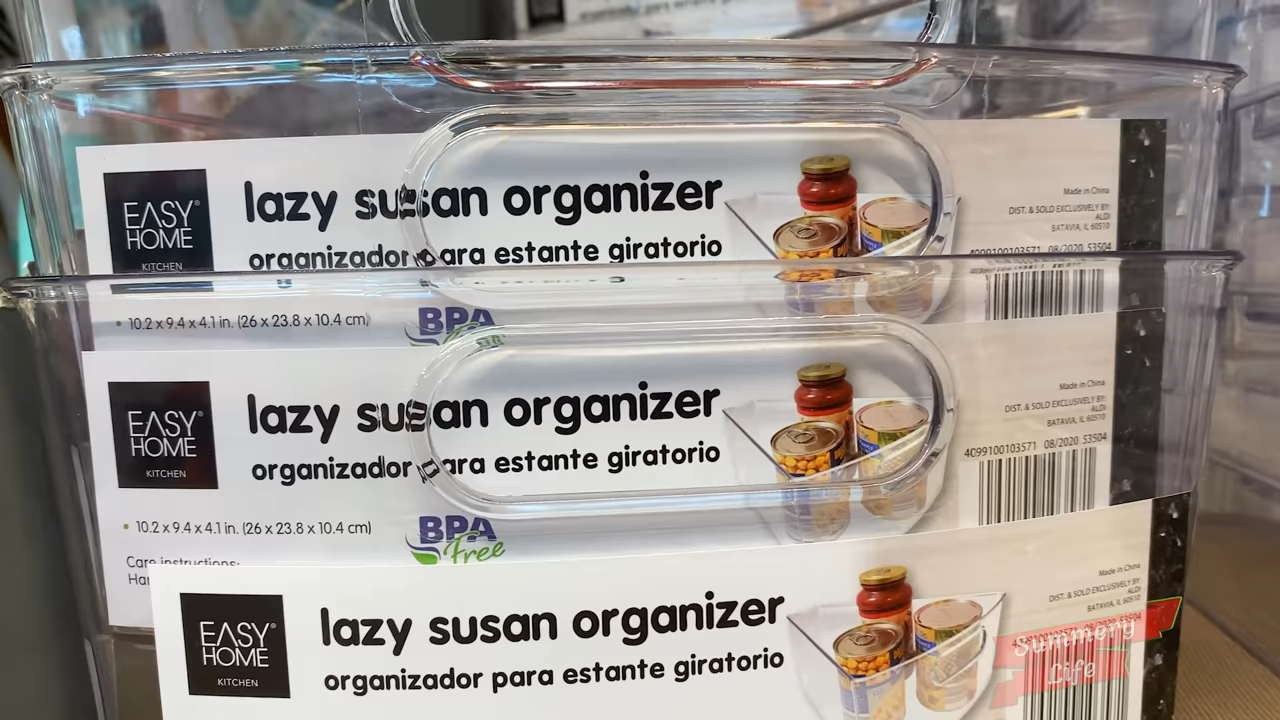 EASY®
HOME
KITCHEN
lazy susan organizer
organizador para estante giratorio
Made in China
DIST. & SOLD EXCLUSIVELY BY:
ALDI
BATAVIA, IL 60510
4099100103571 08/2020 53504
• 10.2 x 9.4 x 4.1 in. (26 x 23.8 x 10.4 cm)
BPA
EASY®
HOME
KITCHEN
lazy susan organizer
organizador para estante giratorio
Made in China
DIST. & SOLD EXCLUSIVELY BY:
ALDI
BATAVIA, IL 60510
4099100103571 08/2020 53504
• 10.2 x 9.4 x 4.1 in. (26 x 23.8 x 10.4 cm)
BPA
Free
Care instructions:
EASY®
HOME
KITCHEN
lazy susan organizer
organizador para estante giratorio
Made in China
DIST. & SOLD EXCLUSIVELY BY:
ALDI
BATAVIA, IL 60510
Summery
Life